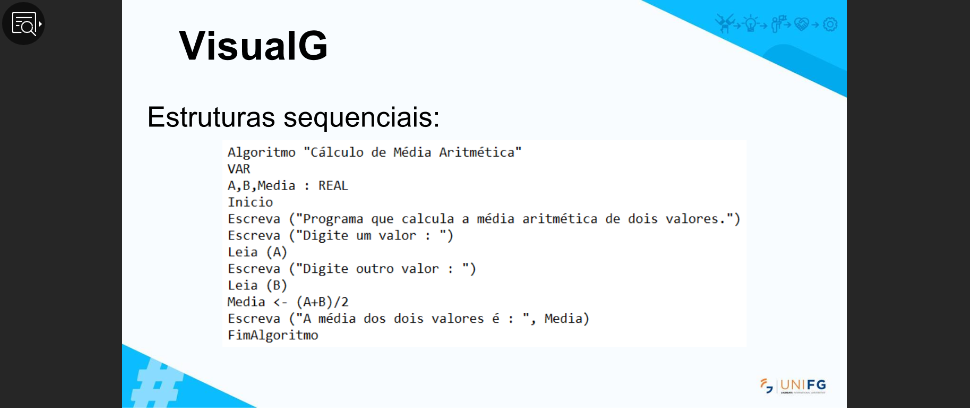 VisualG
Estruturas sequenciais:
Algoritmo "Cálculo de Média Aritmética"
VAR
A,B,Media : REAL
Inicio
Escreva ("Programa que calcula a média aritmética de dois valores.")
Escreva ("Digite um valor : ")
Leia (A)
Escreva ("Digite outro valor : ")
Leia (B)
Media <- (A+B)/2
Escreva ("A média dos dois valores é : ", Media)
FimAlgoritmo
UNIFG